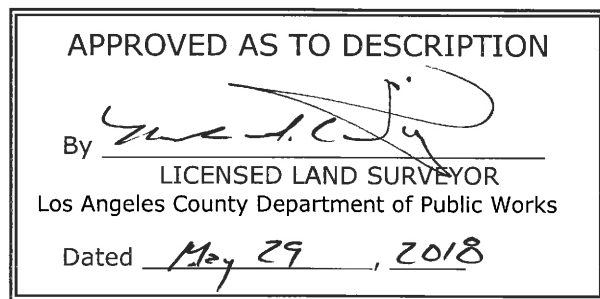 APPROVED AS TO DESCRIPTION
By
LICENSED LAND SURVEYOR
Los Angeles County Department of Public Works
Dated May 29, 2018